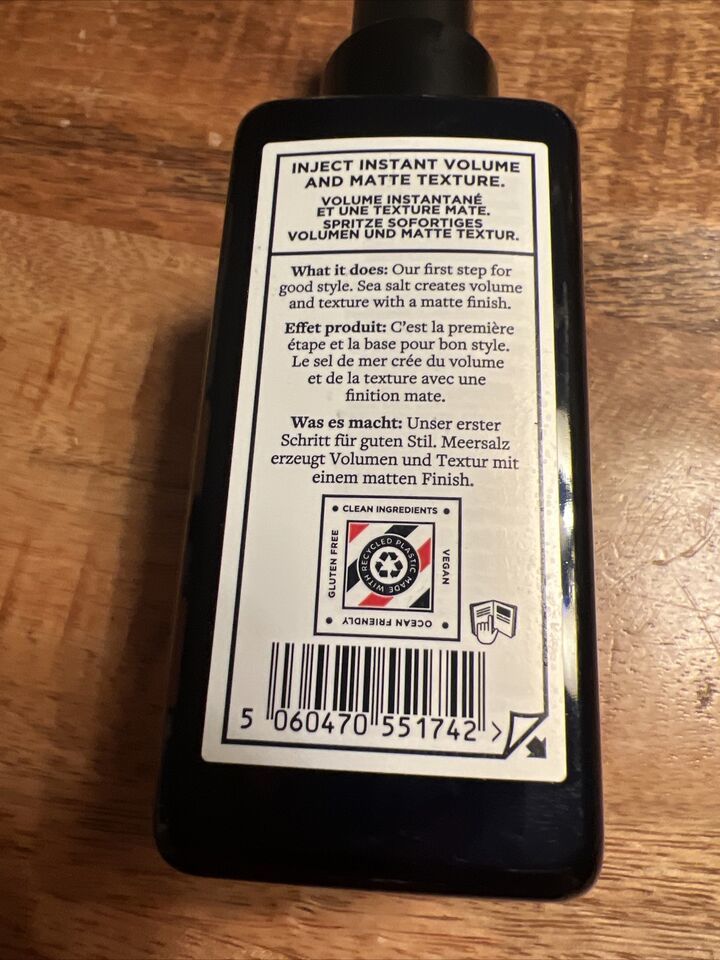 INJECT INSTANT VOLUME
AND MATTE TEXTURE.
VOLUME INSTANTANÉ
ET UNE TEXTURE MATE.
SPRITZE SOFORTIGES
VOLUMEN UND MATTE TEXTUR.
What it does: Our first step for
good style. Sea salt creates volume
and texture with a matte finish.
Effet produit: C'est la première
étape et la base pour bon style.
Le sel de mer crée du volume
et de la texture avec une
finition mate.
Was es macht: Unser erster
Schritt für guten Stil. Meersalz
erzeugt Volumen und Textur mit
einem matten Finish.
• CLEAN INGREDIENTS •
GLUTEN FREE
MADE WITH RECYCLED PLASTIC
VEGAN
• OCEAN FRIENDLY •
5 060470 551742 >